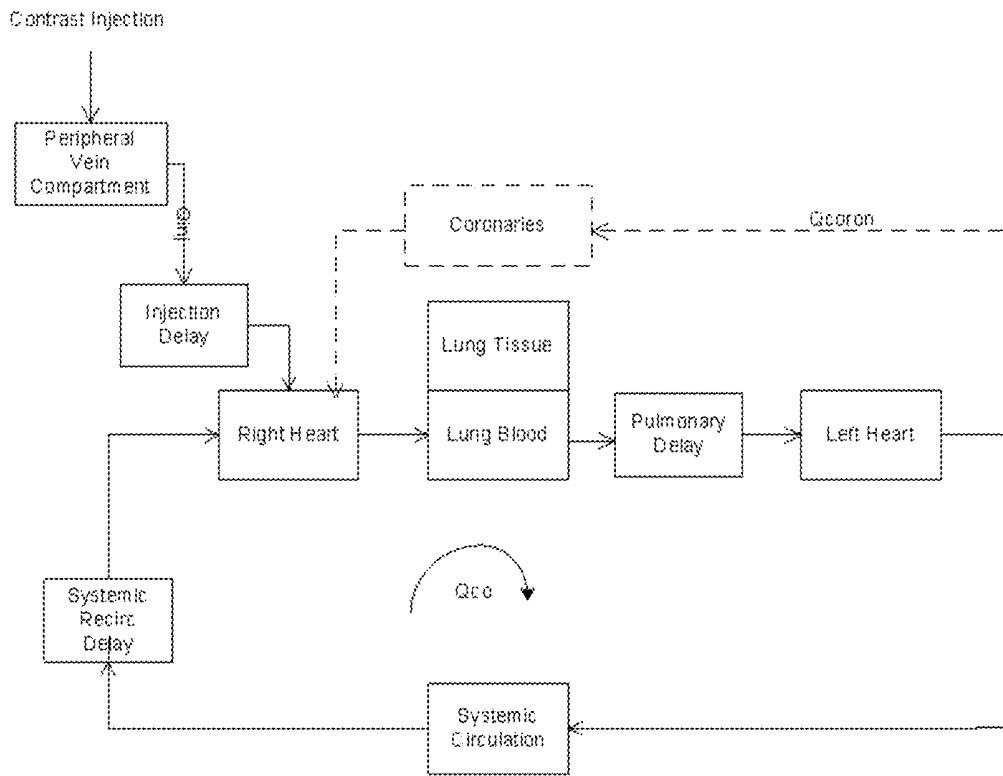 Contrast Injection
Peripheral
Vein
Compartment
Coronaries
Qcoron
Injection
Delay
Lung Tissue
Right Heart
Lung Blood
Pulmonary
Delay
Left Heart
Systemic
Recirc
Delay
Qco
Systemic
Circulation